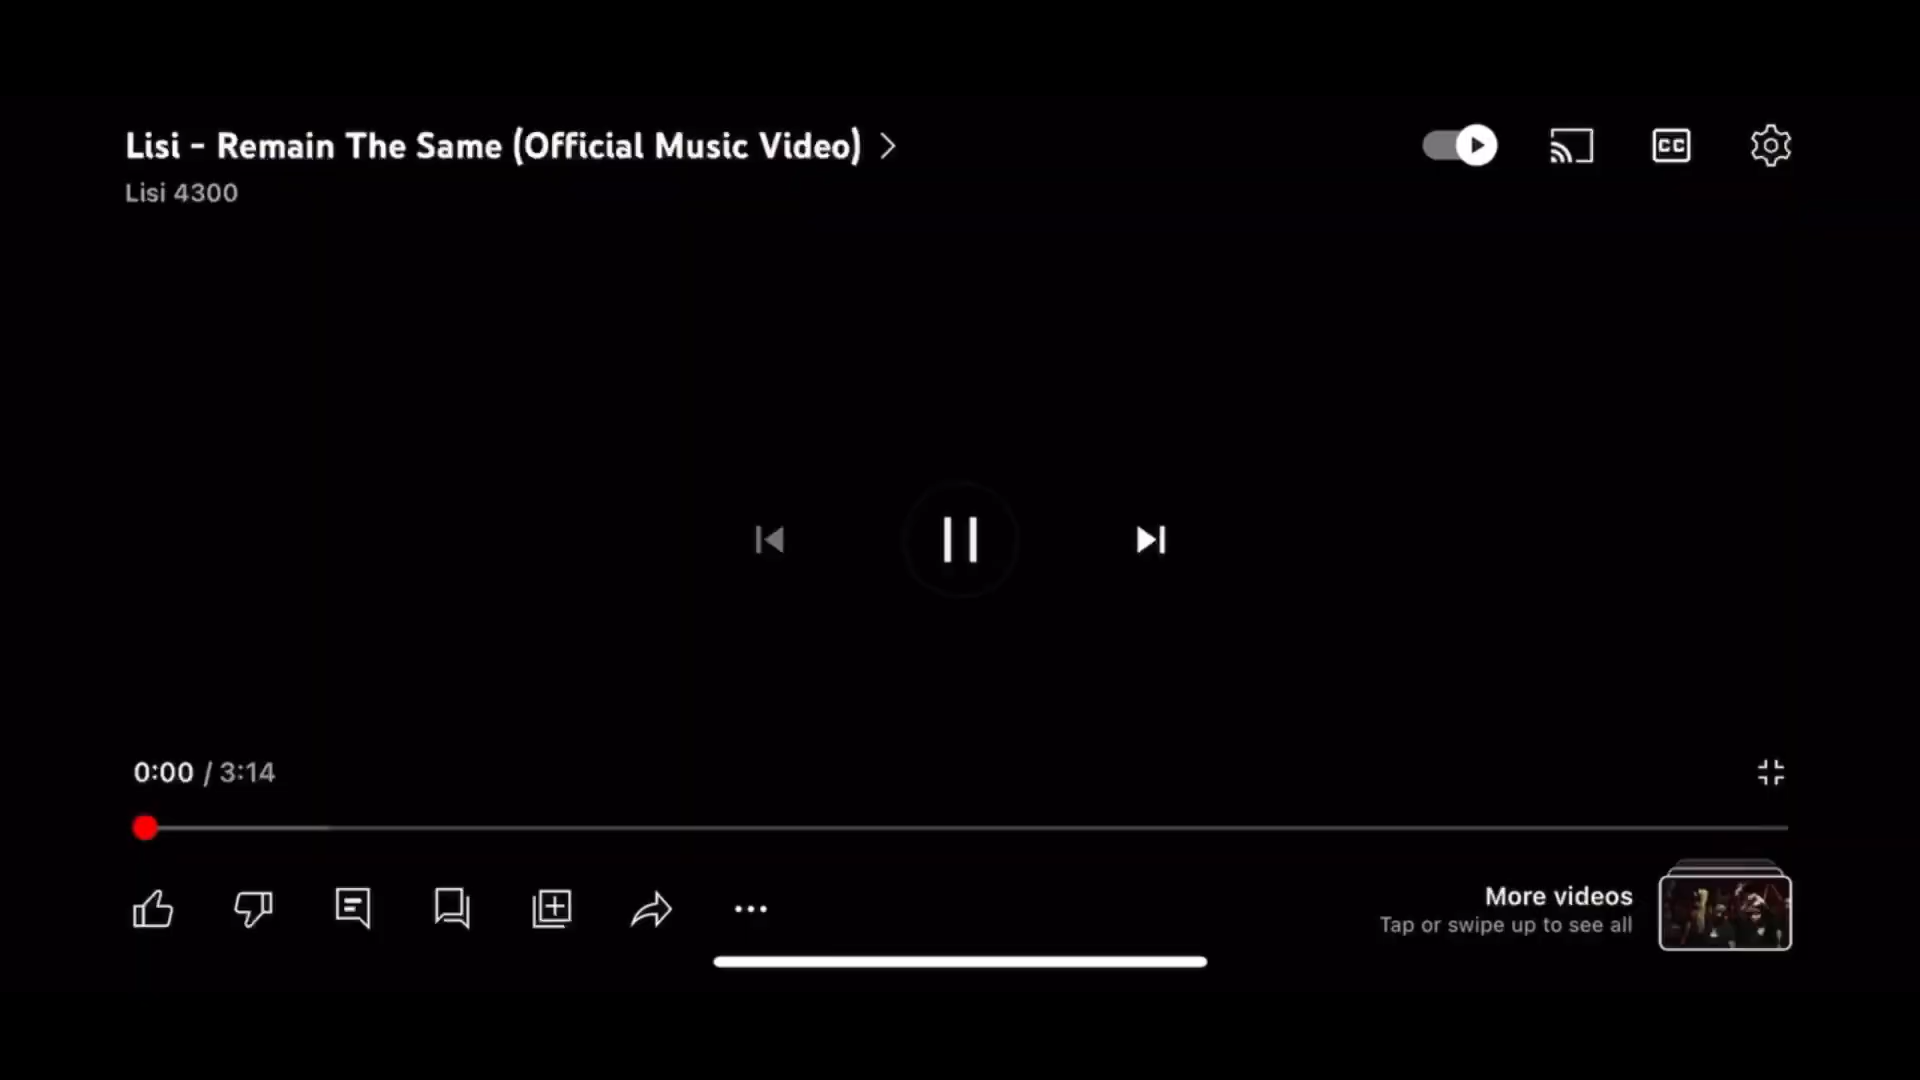 Lisi - Remain The Same (Official Music Video)
Lisi 4300
CC
0:00 / 3:14
More videos
Tap or swipe up to see all